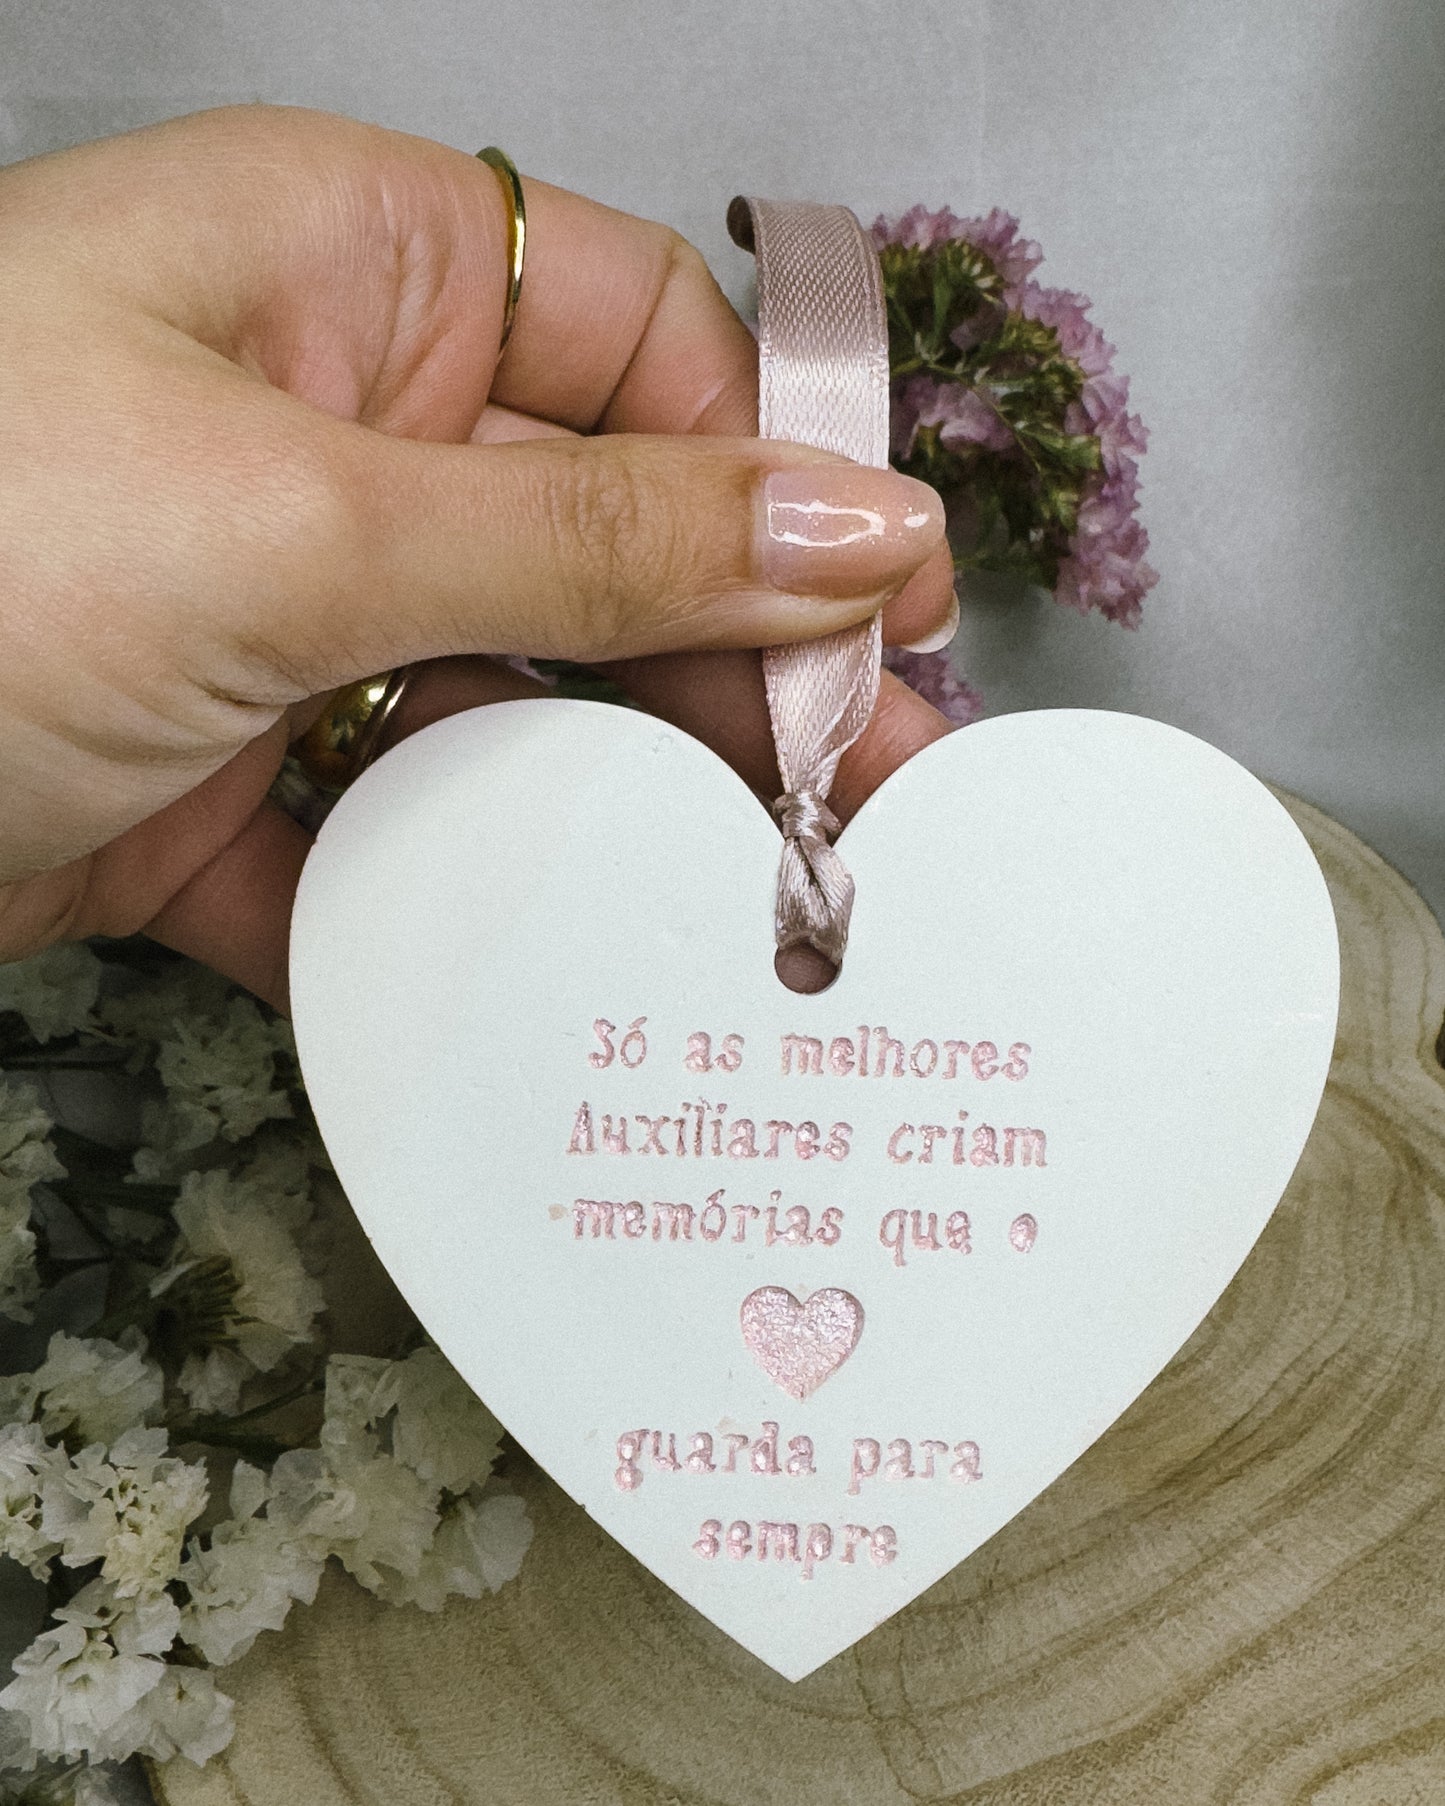 Só as melhores
Auxiliares criam
memórias que o
guarda para
sempre